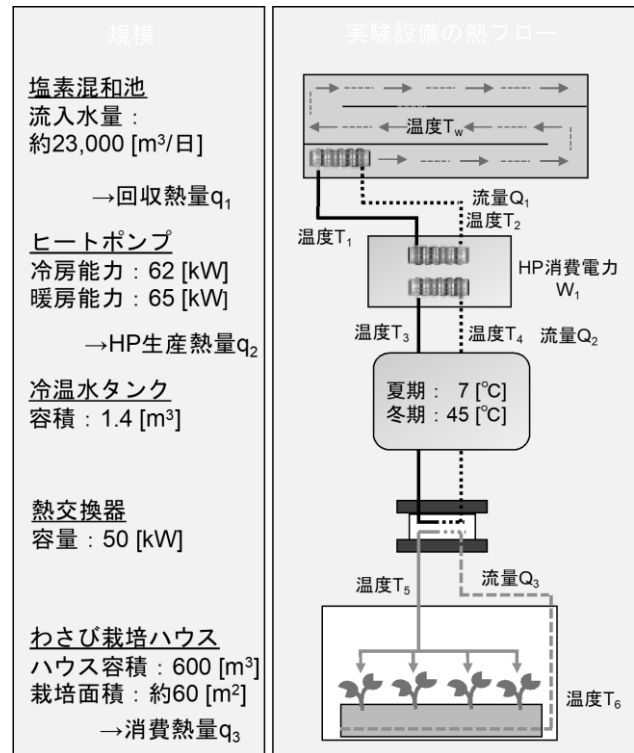 規模
塩素混和池
流入水量：
約23,000 [m³/日]
→回収熱量q₁
ヒートポンプ
冷房能力：62 [kW]
暖房能力：65 [kW]
→HP生産熱量q₂
冷温水タンク
容積：1.4 [m³]
熱交換器
容量：50 [kW]
わさび栽培ハウス
ハウス容積：600 [m³]
栽培面積：約60 [m²]
→消費熱量q₃
実験設備の熱フロー
温度Tw
流量Q₁
温度T₁
温度T₂
HP消費電力
W₁
温度T₃
温度T₄
流量Q₂
夏期： 7 [℃]
冬期：45 [℃]
温度T₅
流量Q₃
温度T₆